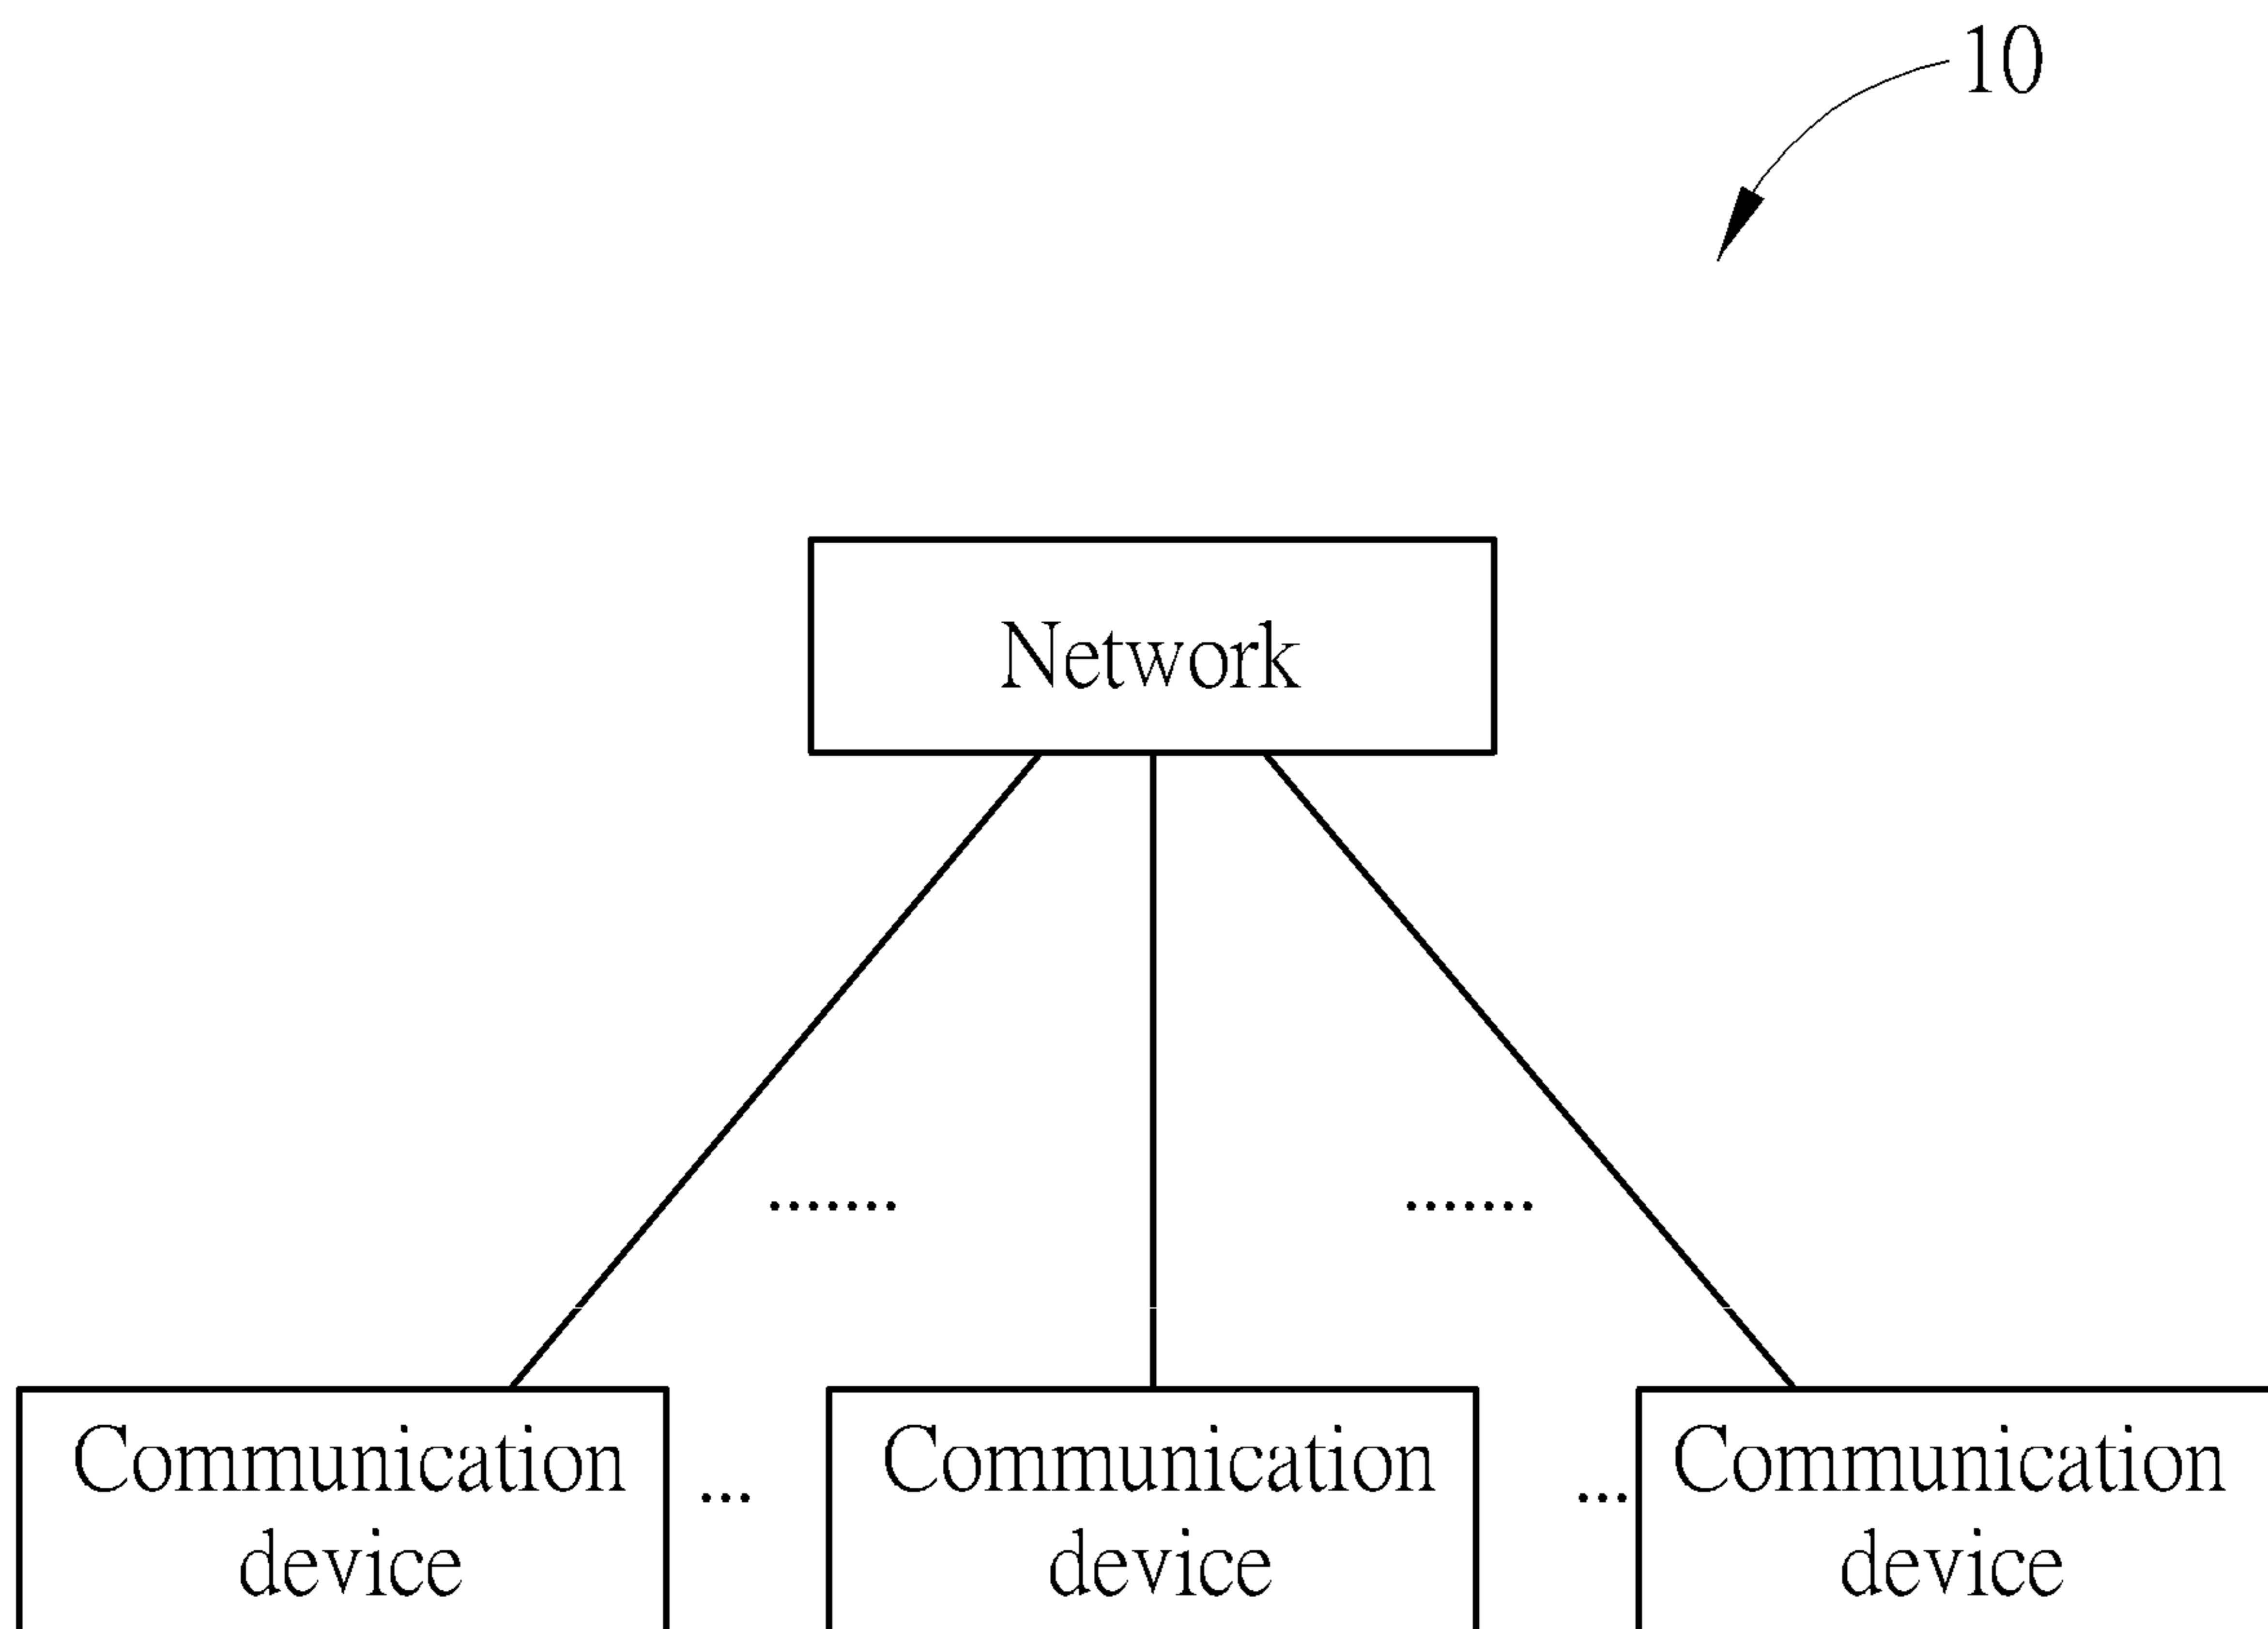 10
Network
.......
.......
Communication
device
...
Communication
device
...
Communication
device